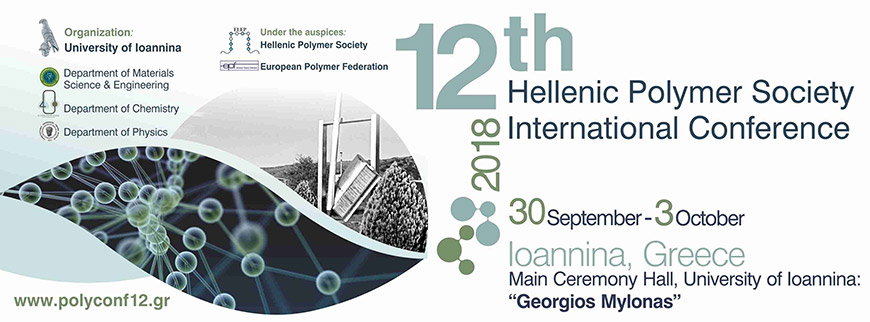 Organization:
University of Ioannina
Department of Materials
Science & Engineering
Department of Chemistry
Department of Physics
Under the auspices:
Hellenic Polymer Society
European Polymer Federation
12th
Hellenic Polymer Society
International Conference
2018
30 September - 3 October
Ioannina, Greece
Main Ceremony Hall, University of Ioannina:
“Georgios Mylonas”
www.polyconf12.gr